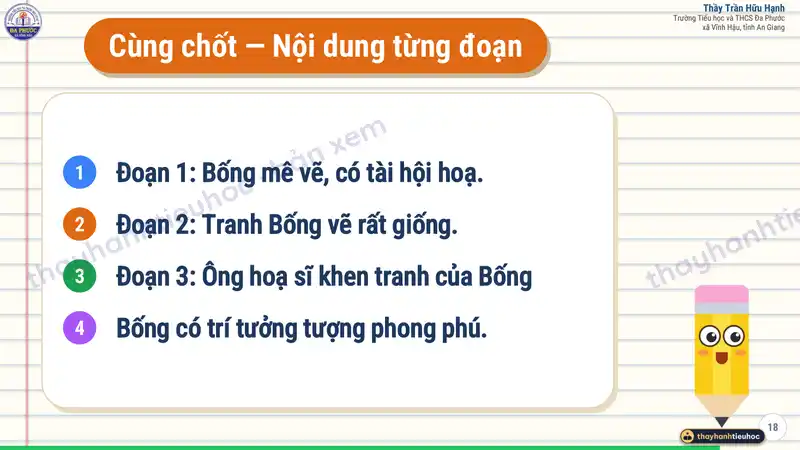 Thầy Trần Hữu Hạnh
Trường Tiểu học và THCS Đa Phước
xã Vĩnh Hậu, tỉnh An Giang
ĐA PHƯỚC
Cùng chốt — Nội dung từng đoạn
1 Đoạn 1: Bống mê vẽ, có tài hội hoạ.
2 Đoạn 2: Tranh Bống vẽ rất giống.
3 Đoạn 3: Ông hoạ sĩ khen tranh của Bống
4 Bống có trí tưởng tượng phong phú.
18
thayhanhtieuhoc